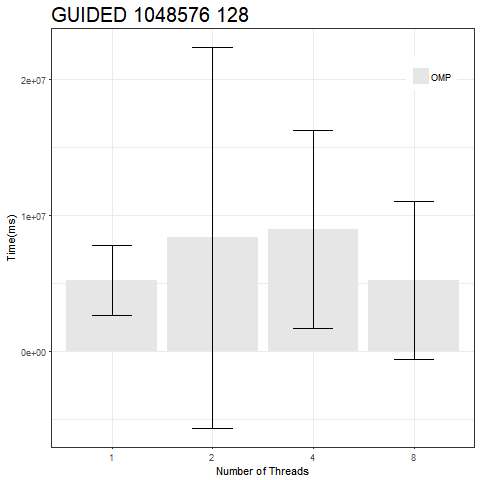 GUIDED 1048576 128
OMP
2e+07
1e+07
0e+00
Time(ms)
1 2 4 8
Number of Threads